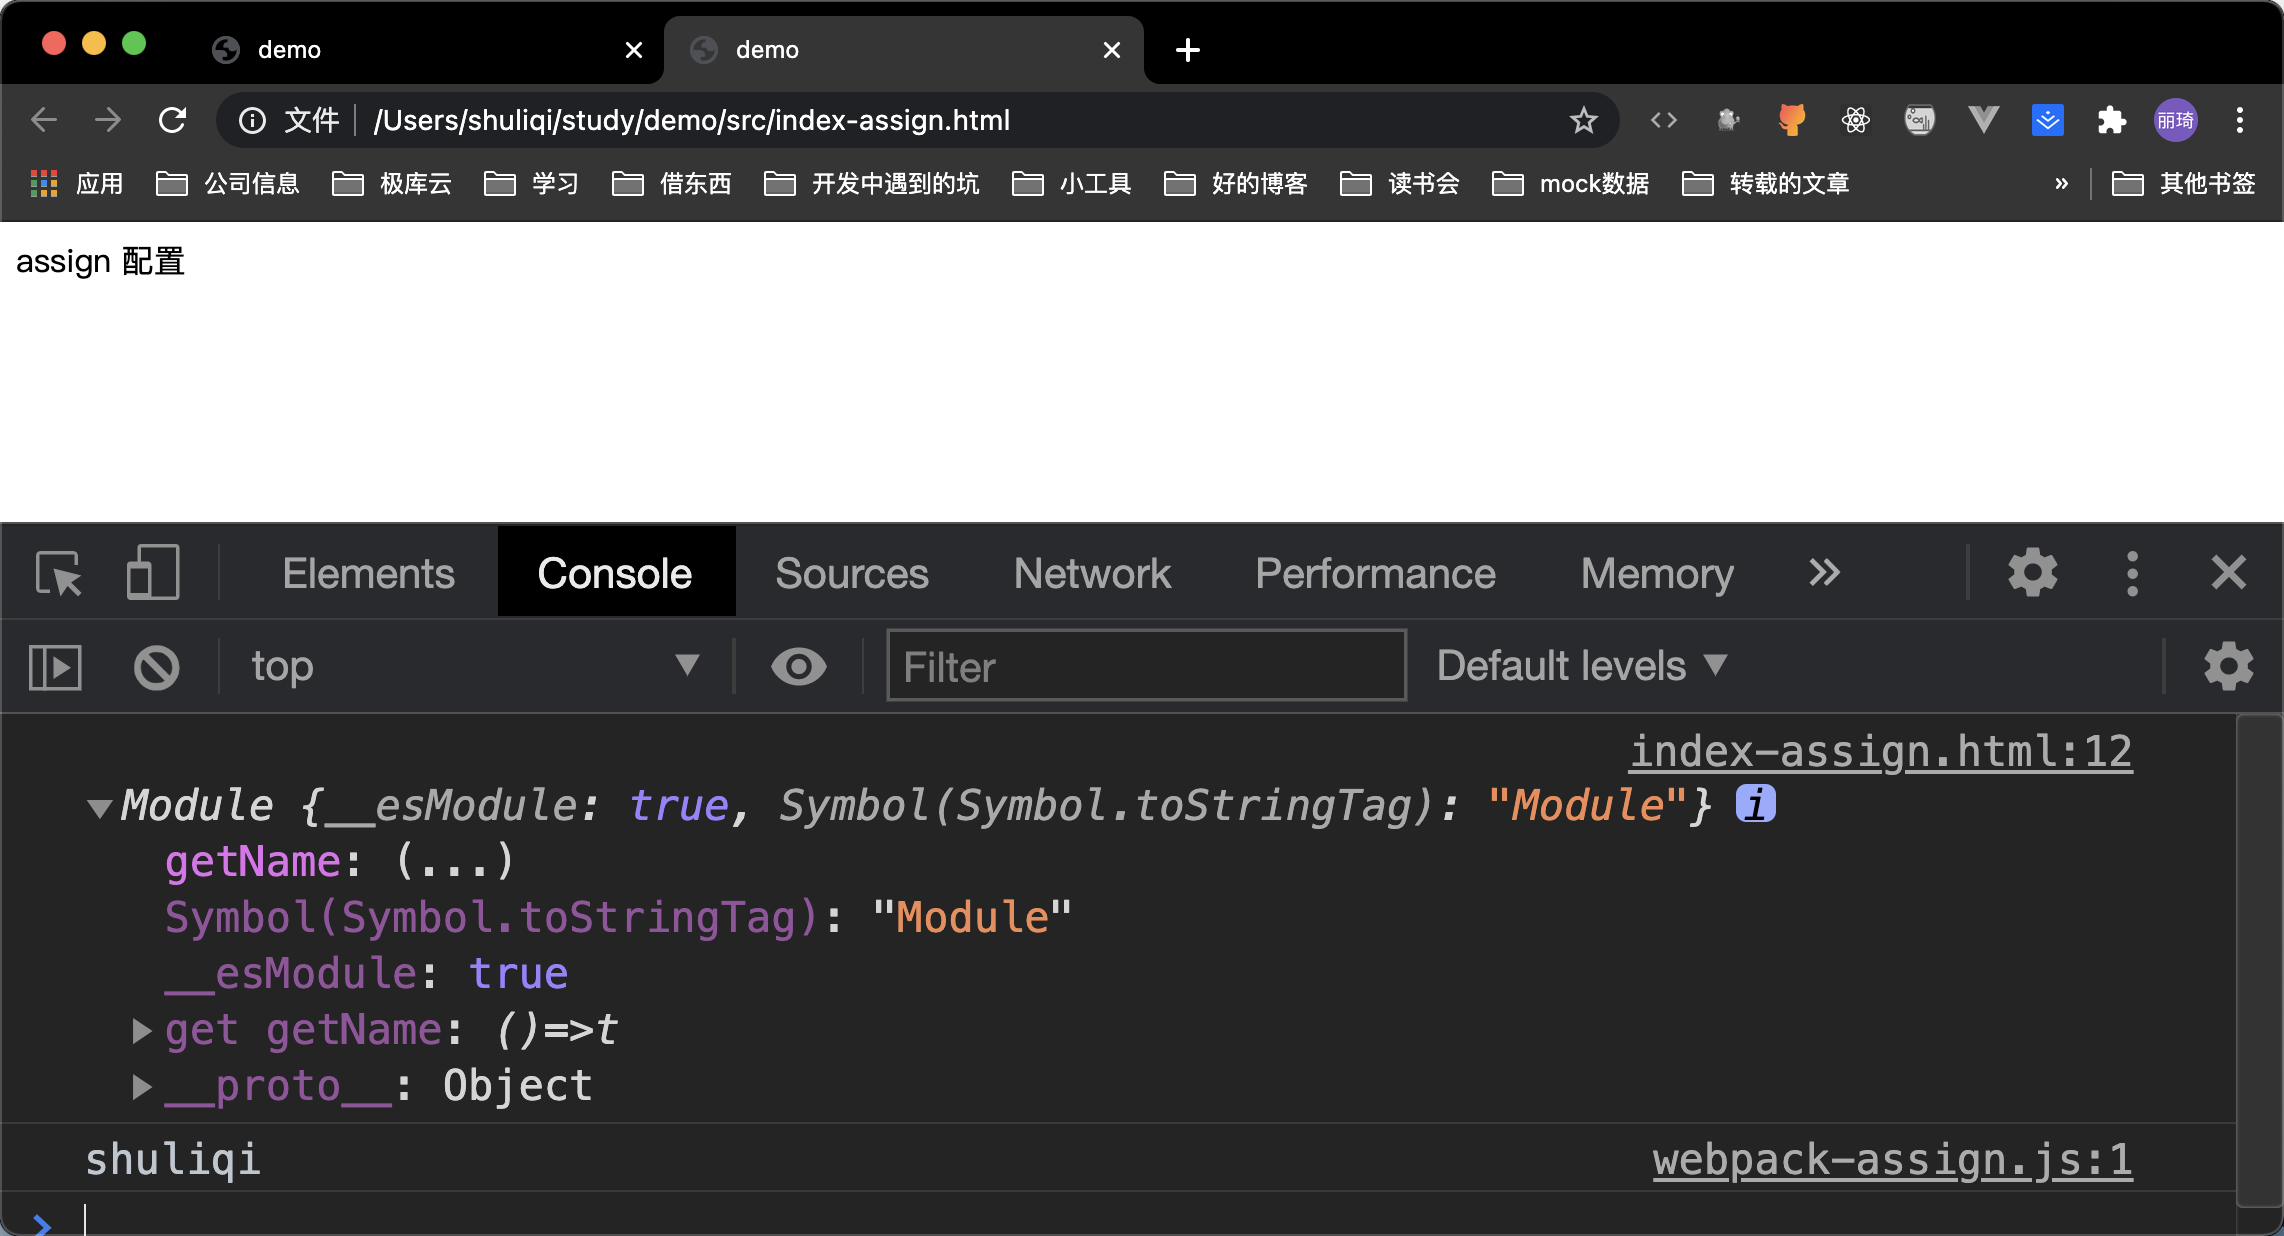 demo demo
文件 /Users/shuliqi/study/demo/src/index-assign.html 丽琦
应用 公司信息 极库云 学习 借东西 开发中遇到的坑 小工具 好的博客 读书会 mock数据 转载的文章 » 其他书签
assign 配置
Elements Console Sources Network Performance Memory »
top Filter Default levels
index-assign.html:12
Module {__esModule: true, Symbol(Symbol.toStringTag): "Module"} i
getName: (...)
Symbol(Symbol.toStringTag): "Module"
__esModule: true
get getName: ()=>t
__proto__: Object
shuliqi webpack-assign.js:1